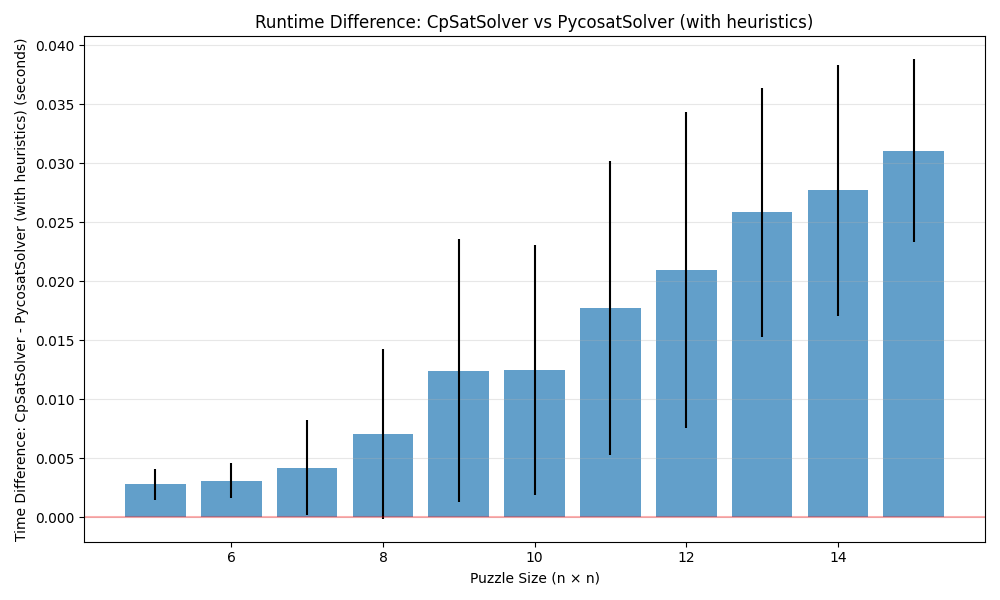 Runtime Difference: CpSatSolver vs PycosatSolver (with heuristics)
Time Difference: CpSatSolver - PycosatSolver (with heuristics) (seconds)
0.040
0.035
0.030
0.025
0.020
0.015
0.010
0.005
0.000
6 8 10 12 14
Puzzle Size (n × n)